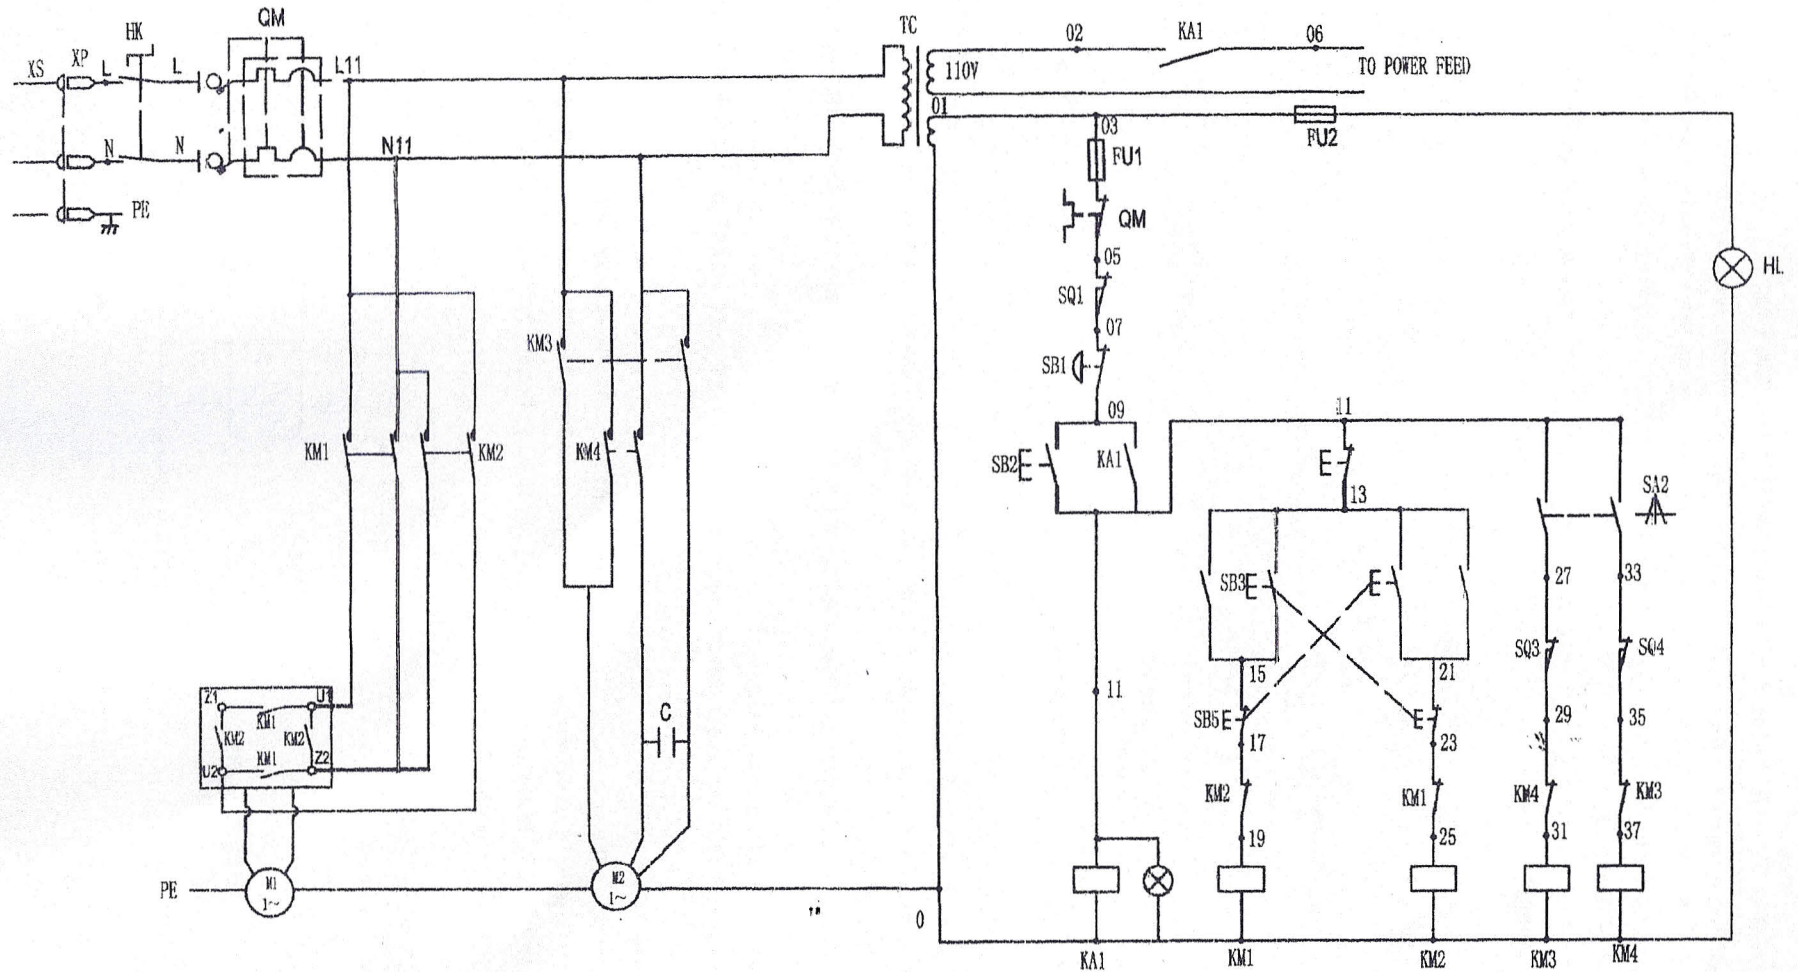 QM
HK
TC
02
KA1
06
XS
XP
L
L
L11
110V
TO POWER FEED
01
03
FU1
FU2
N
N
N11
PE
QM
05
HL
SQ1
07
KM3
SB1
09
11
KM1
KM2
KM4
SB2
KA1
E
E
13
SA2
SB3
E
E
27
33
SQ3
SQ4
15
21
11
Z1
U1
KM1
KM2
KM2
KM1
U2
Z2
C
SB5
E
E
29
35
17
23
KM2
KM1
KM4
KM3
19
25
31
37
PE
M1
1~
M2
1~
0
KA1
KM1
KM2
KM3
KM4